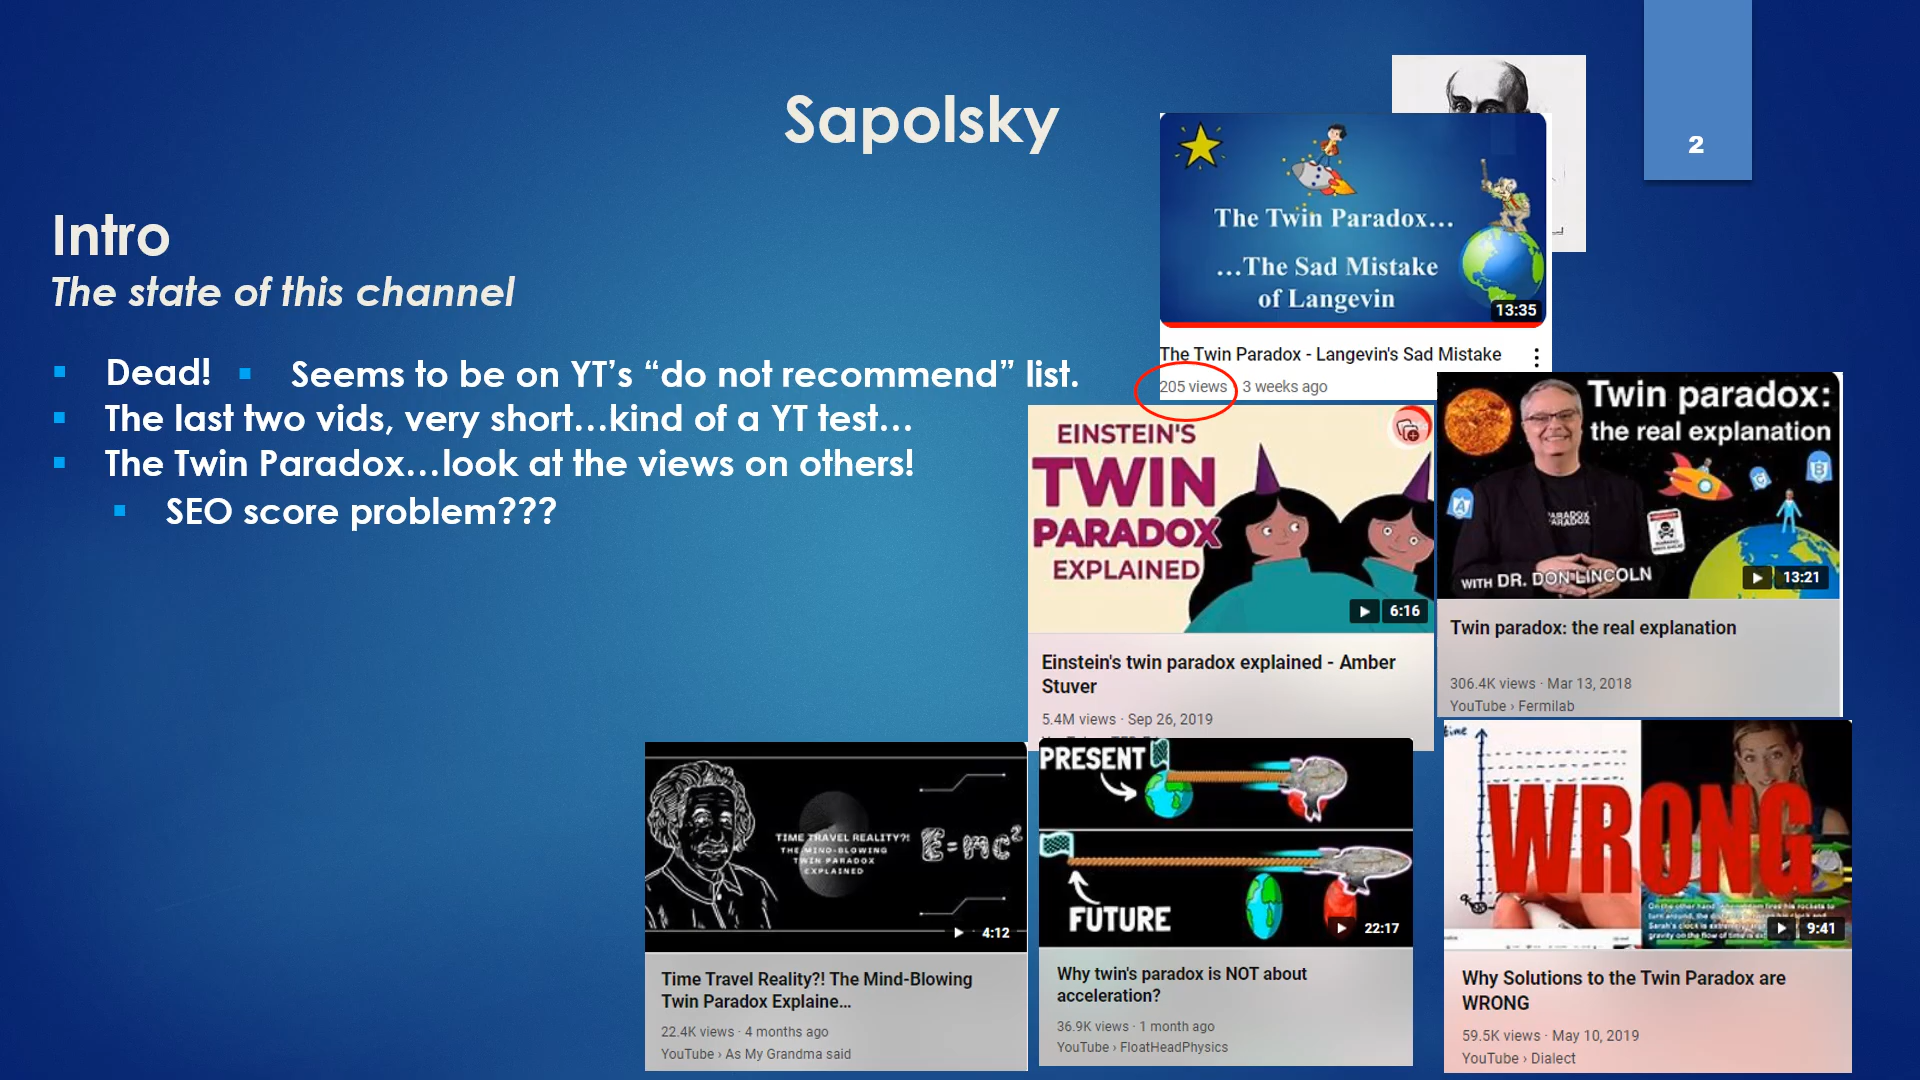 Sapolsky
2
Intro
The state of this channel
Dead!
Seems to be on YT’s “do not recommend” list.
The last two vids, very short…kind of a YT test…
The Twin Paradox…look at the views on others!
SEO score problem???
The Twin Paradox…
…The Sad Mistake
of Langevin
13:35
The Twin Paradox - Langevin's Sad Mistake
205 views
3 weeks ago
EINSTEIN'S
TWIN
PARADOX
EXPLAINED
6:16
Einstein's twin paradox explained - Amber
Stuver
5.4M views · Sep 26, 2019
Twin paradox:
the real explanation
A
C
B
PARADOX
PARADOX
WITH DR. DON LINCOLN
13:21
Twin paradox: the real explanation
306.4K views · Mar 13, 2018
YouTube › Fermilab
TIME TRAVEL REALITY?!
THE MIND-BLOWING
TWIN PARADOX
EXPLAINED
E=mc²
4:12
Time Travel Reality?! The Mind-Blowing
Twin Paradox Explaine...
22.4K views · 4 months ago
YouTube › As My Grandma said
PRESENT
FUTURE
22:17
Why twin's paradox is NOT about
acceleration?
36.9K views · 1 month ago
YouTube › FloatHeadPhysics
time
WRONG
9:41
Why Solutions to the Twin Paradox are
WRONG
59.5K views · May 10, 2019
YouTube › Dialect